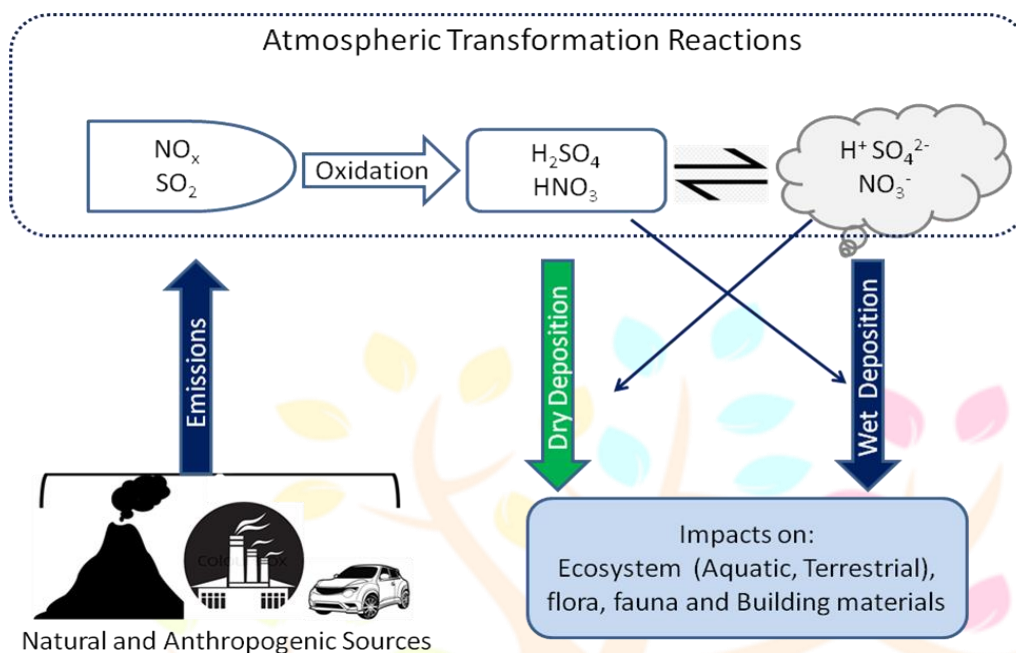 Atmospheric Transformation Reactions
NOₓ
SO₂
Oxidation
H₂SO₄
HNO₃
H⁺ SO₄²⁻
NO₃⁻
Emissions
Dry Deposition
Wet Deposition
Natural and Anthropogenic Sources
Impacts on:
Ecosystem (Aquatic, Terrestrial),
flora, fauna and Building materials